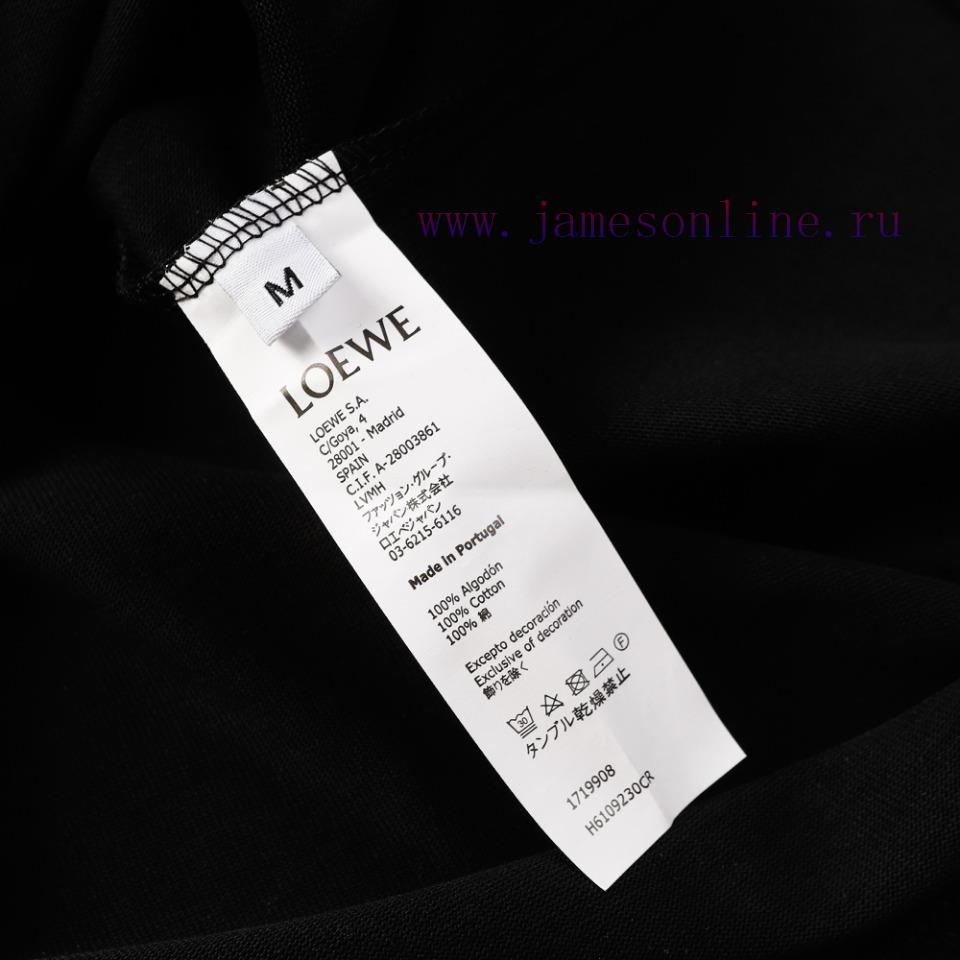 www.jamesonline.ru
M
LOEWE
LOEWE S.A.
C/Goya, 4
28001 - Madrid
SPAIN
C.I.F. A-28003861
LVMH
ファッツョン・グループ・
ジャパン株式会社
ロエベジャパン
03-6215-6116
Made in Portugal
100% Algodón
100% Cotton
100% 綿
Excepto decoración
Exclusive of decoration
飾りを除く
30
F
タンブル乾燥禁止
1719908
H6109230CR